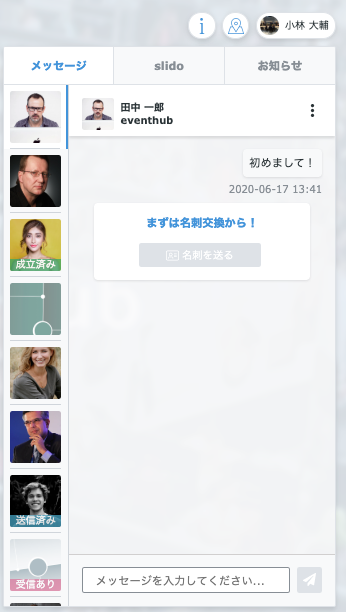 小林 大輔
メッセージ
slido
お知らせ
田中 一郎
eventhub
初めまして！
2020-06-17 13:41
まずは名刺交換から！
名刺を送る
成立済み
送信済み
受信あり
メッセージを入力してください...